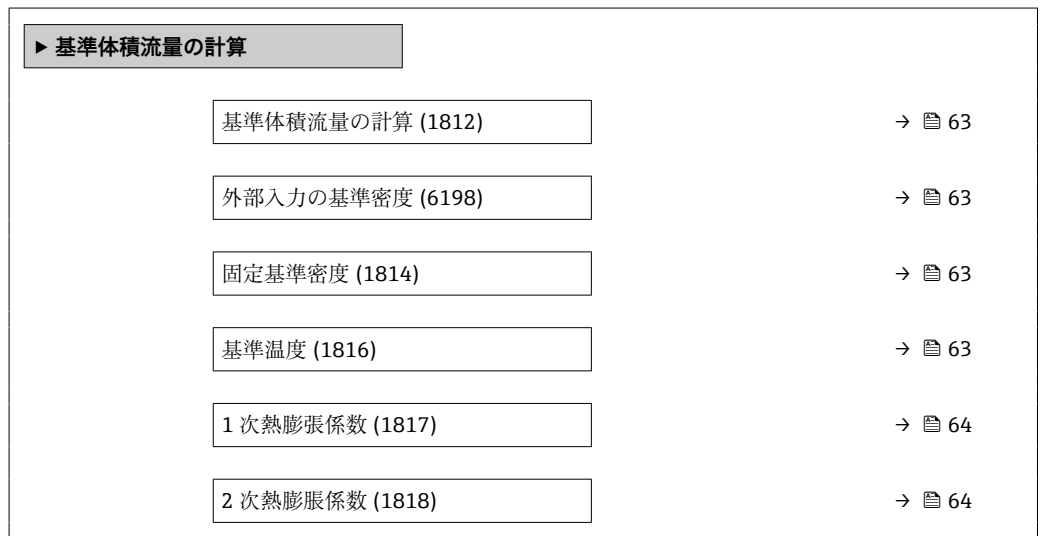 ▶ 基準体積流量の計算
基準体積流量の計算 (1812) → 63
外部入力の基準密度 (6198) → 63
固定基準密度 (1814) → 63
基準温度 (1816) → 63
1 次熱膨張係数 (1817) → 64
2 次熱膨脹係数 (1818) → 64